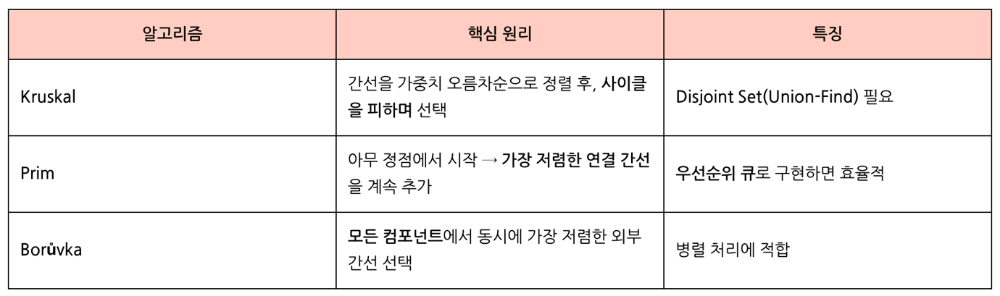 알고리즘
핵심 원리
특징
Kruskal
간선을 가중치 오름차순으로 정렬 후, 사이클
을 피하며 선택
Disjoint Set(Union-Find) 필요
Prim
아무 정점에서 시작 → 가장 저렴한 연결 간선
을 계속 추가
우선순위 큐로 구현하면 효율적
Borůvka
모든 컴포넌트에서 동시에 가장 저렴한 외부
간선 선택
병렬 처리에 적합